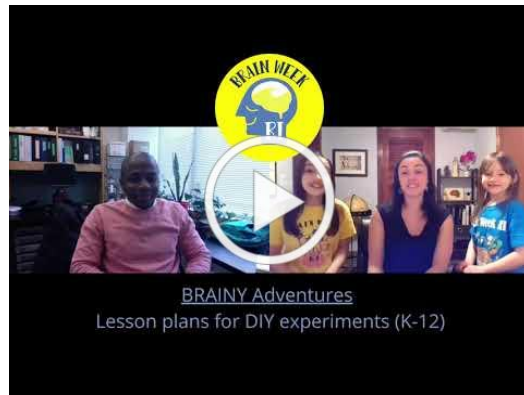 BRAIN WEEK
RI
BRAINY Adventures
Lesson plans for DIY experiments (K-12)